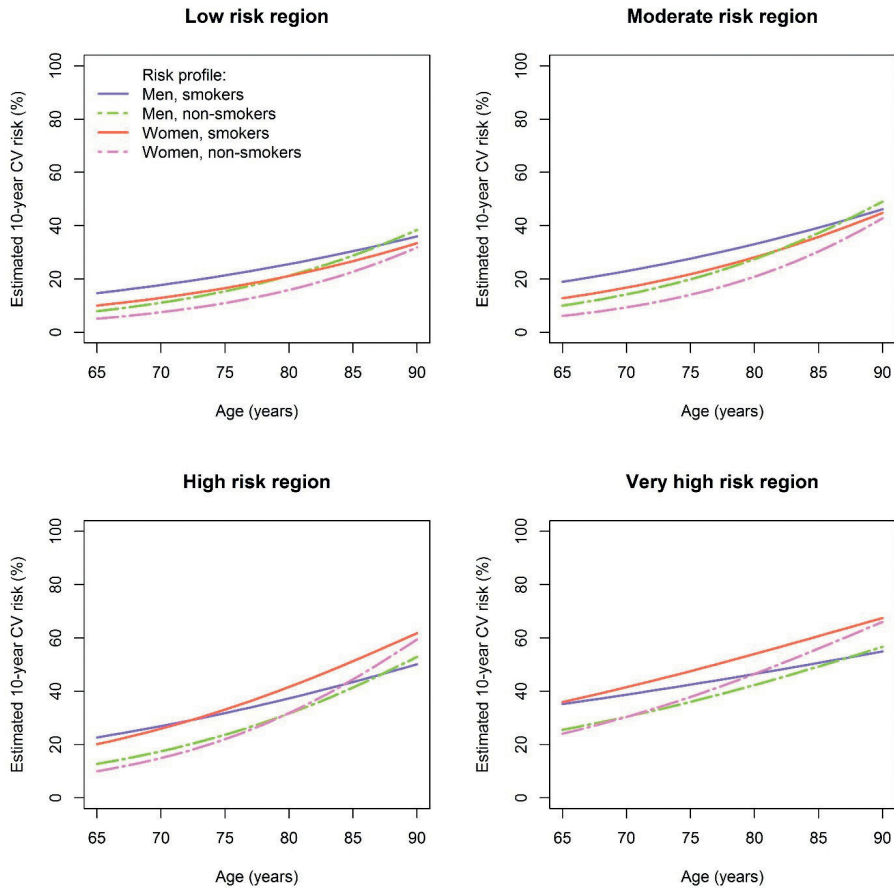 Low risk region
Estimated 10-year CV risk (%)
100
80
60
40
20
0
Risk profile:
Men, smokers
Men, non-smokers
Women, smokers
Women, non-smokers
65 70 75 80 85 90
Age (years)
Moderate risk region
Estimated 10-year CV risk (%)
100
80
60
40
20
0
65 70 75 80 85 90
Age (years)
High risk region
Estimated 10-year CV risk (%)
100
80
60
40
20
0
65 70 75 80 85 90
Age (years)
Very high risk region
Estimated 10-year CV risk (%)
100
80
60
40
20
0
65 70 75 80 85 90
Age (years)